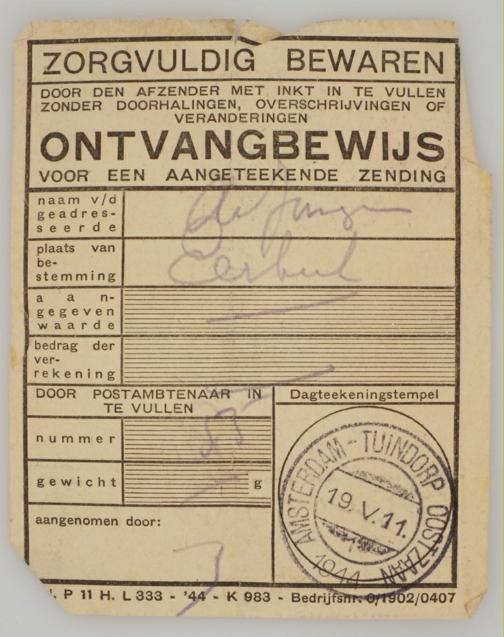 ZORGVULDIG BEWAREN
DOOR DEN AFZENDER MET INKT IN TE VULLEN
ZONDER DOORHALINGEN, OVERSCHRIJVINGEN OF
VERANDERINGEN
ONTVANGBEWIJS
VOOR EEN AANGETEEKENDE ZENDING
naam v/d
geadres-
seerde
plaats van
be-
stemming
Eerbeek
aan-
gegeven
waarde
bedrag der
ver-
rekening
DOOR POSTAMBTENAAR IN
TE VULLEN
nummer
gewicht g
aangenomen door:
Dagteekeningstempel
AMSTERDAM-TUINDORP OOSTZAAN
19.V.11.
1944
P 11 H. L 333 - '44 - K 983 - Bedrijfsnr. 0/1902/0407